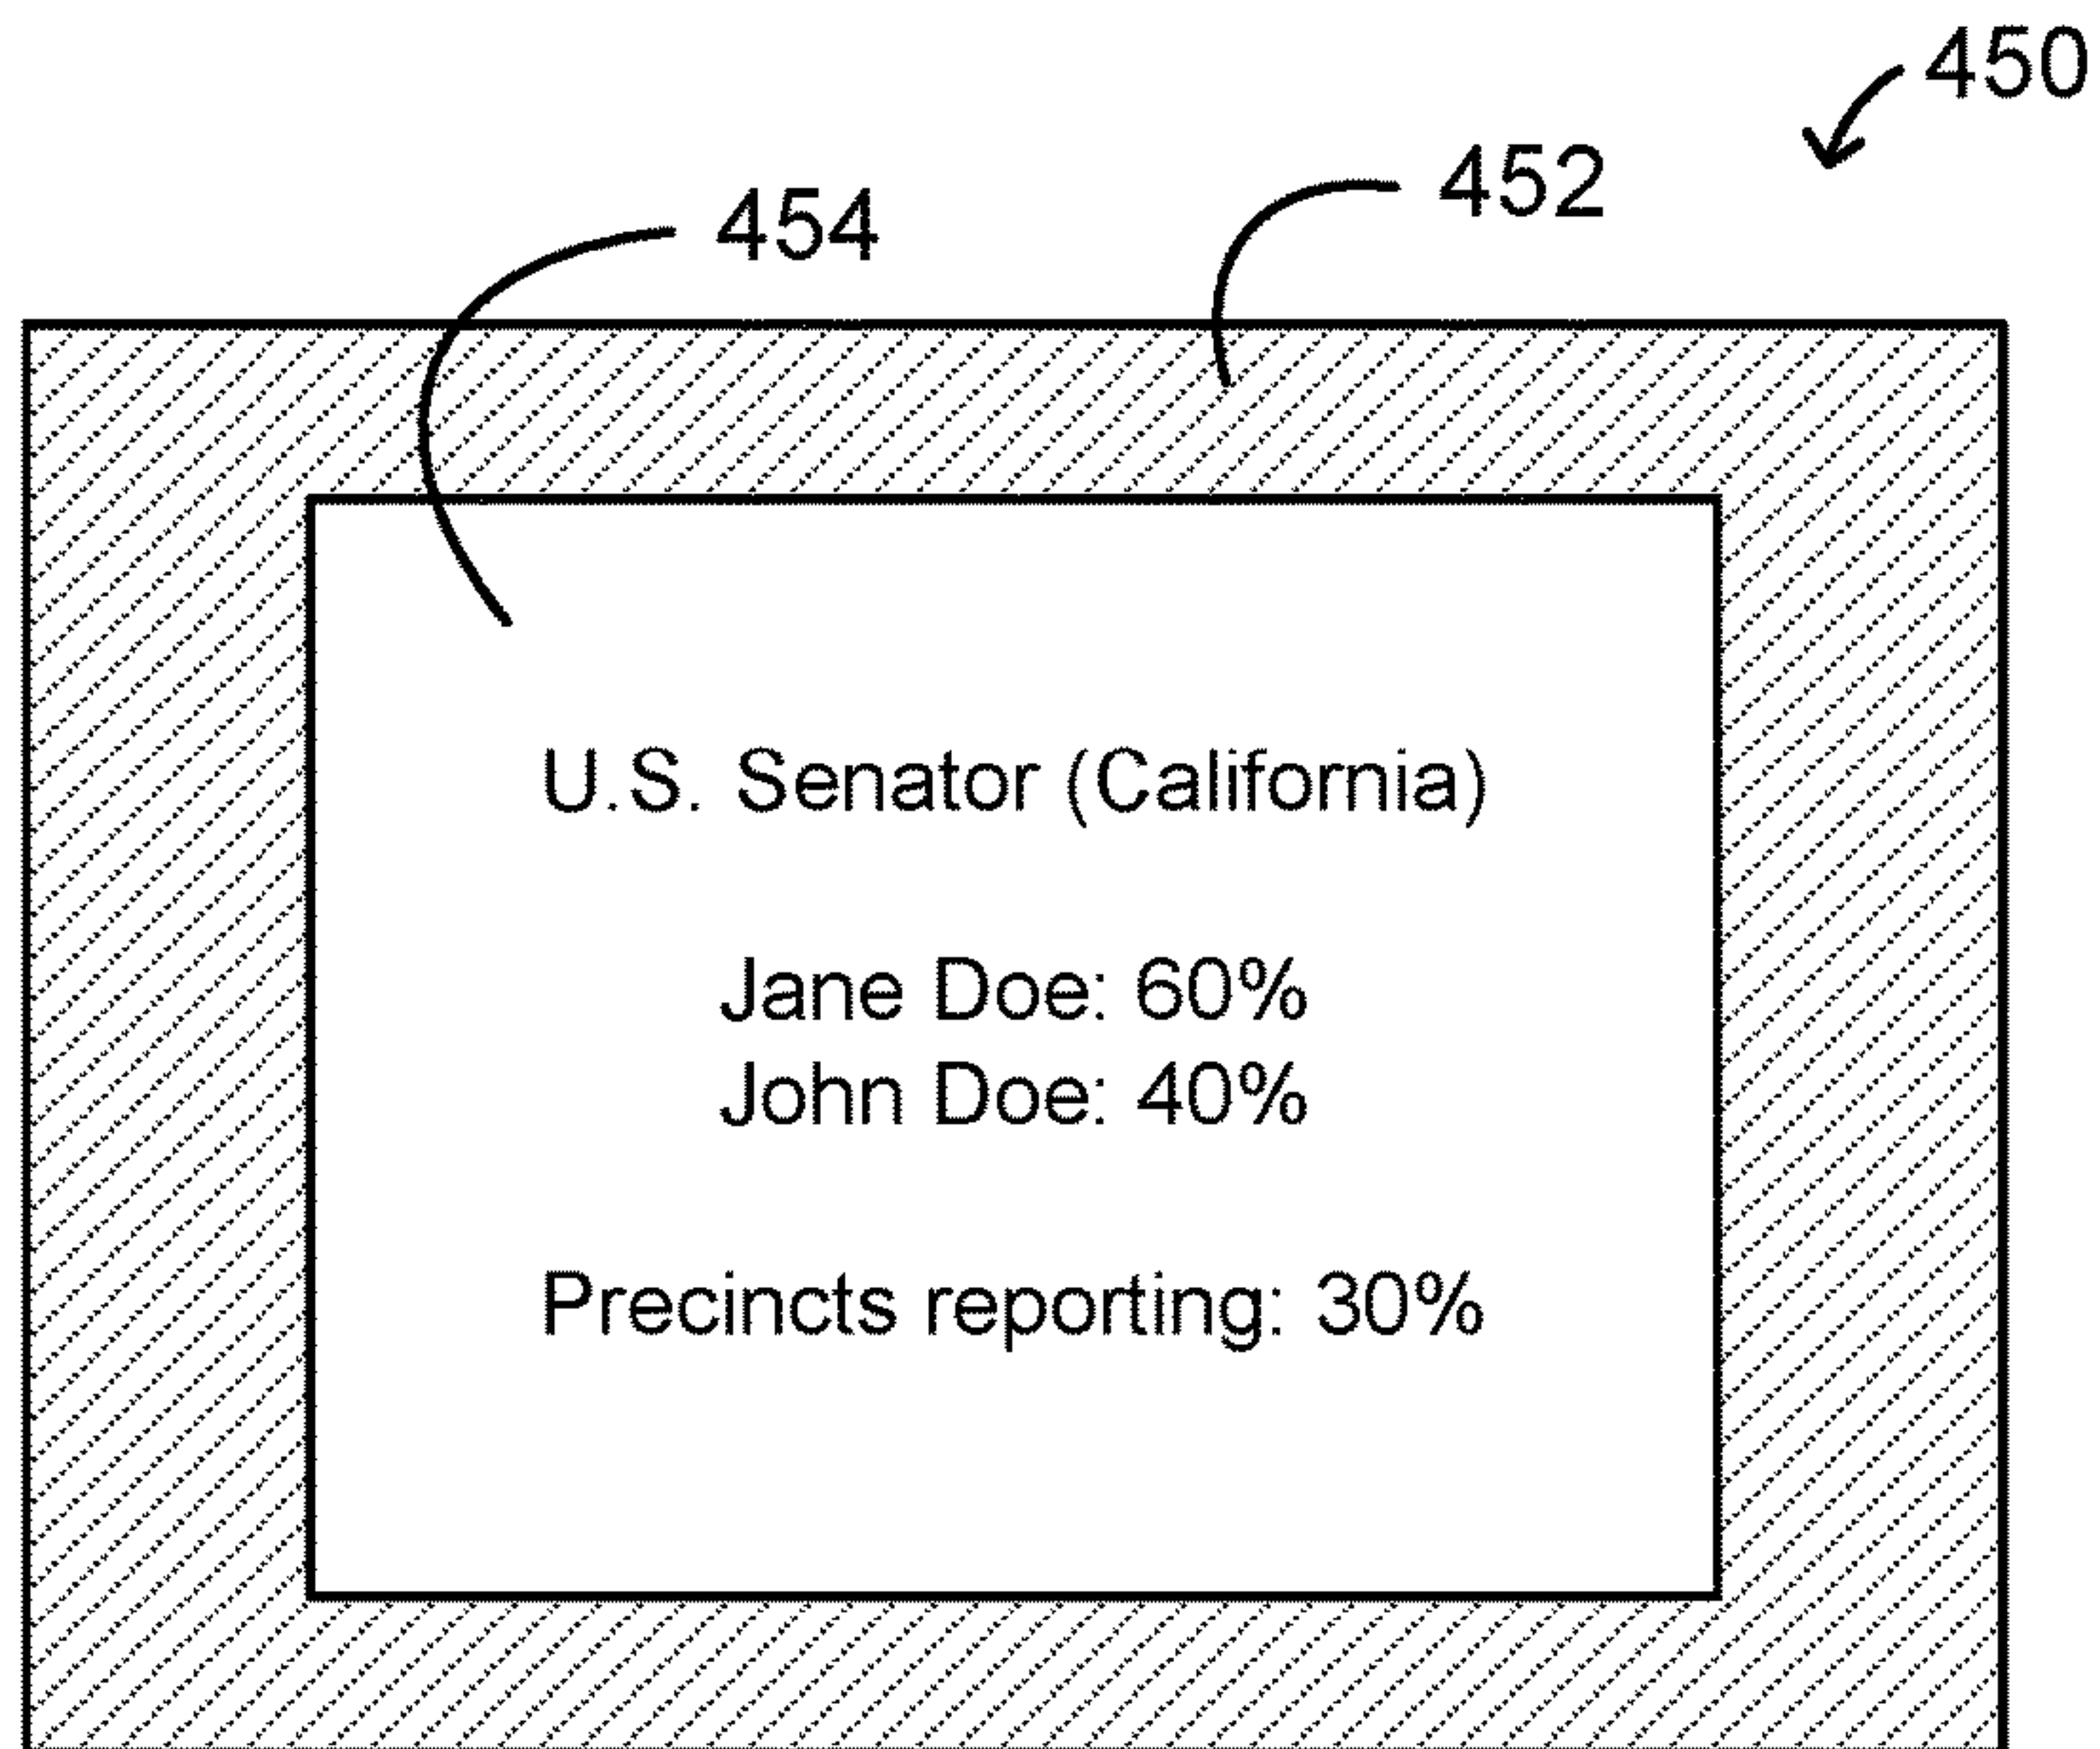 450
452
454
U.S. Senator (California)
Jane Doe: 60%
John Doe: 40%
Precincts reporting: 30%